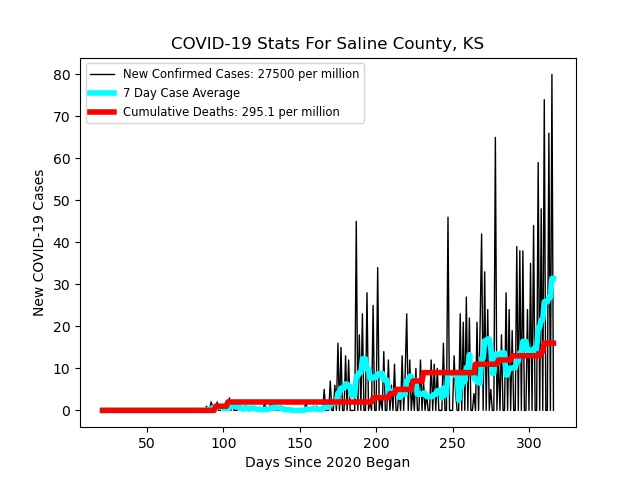 COVID-19 Stats For Saline County, KS
New Confirmed Cases: 27500 per million
7 Day Case Average
Cumulative Deaths: 295.1 per million
New COVID-19 Cases
80
70
60
50
40
30
20
10
0
50 100 150 200 250 300
Days Since 2020 Began